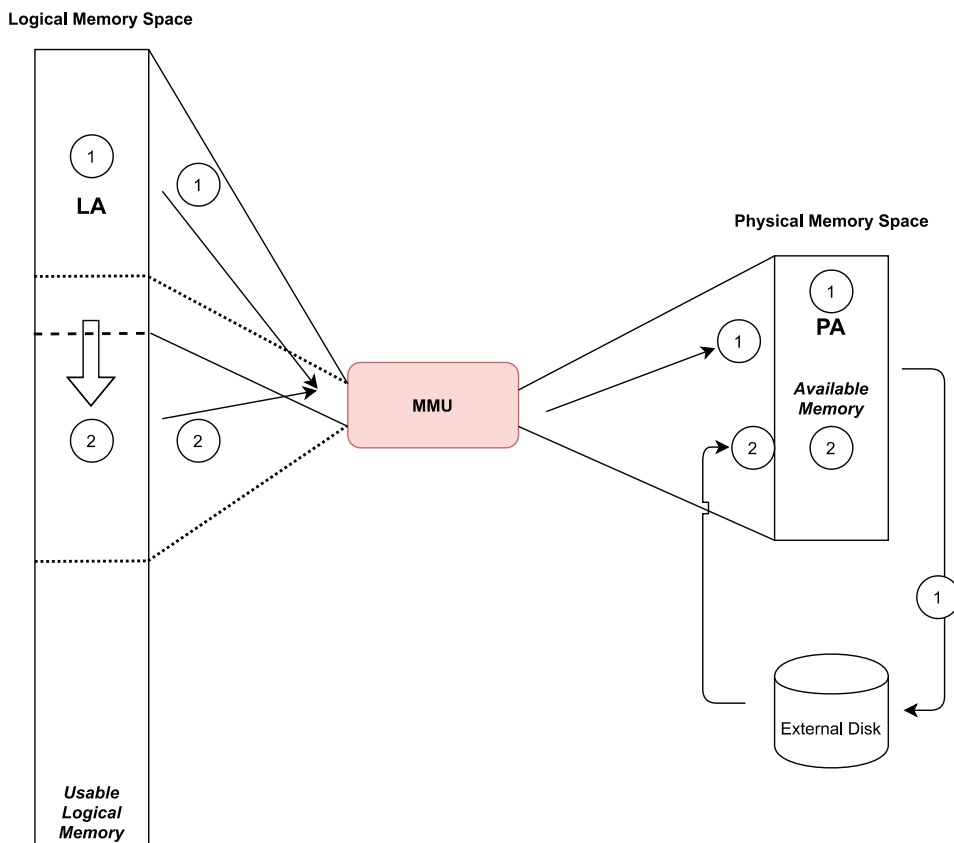 Logical Memory Space
1
LA
1
2
2
Usable
Logical
Memory
MMU
Physical Memory Space
1
PA
1
Available
Memory
2
2
1
External Disk